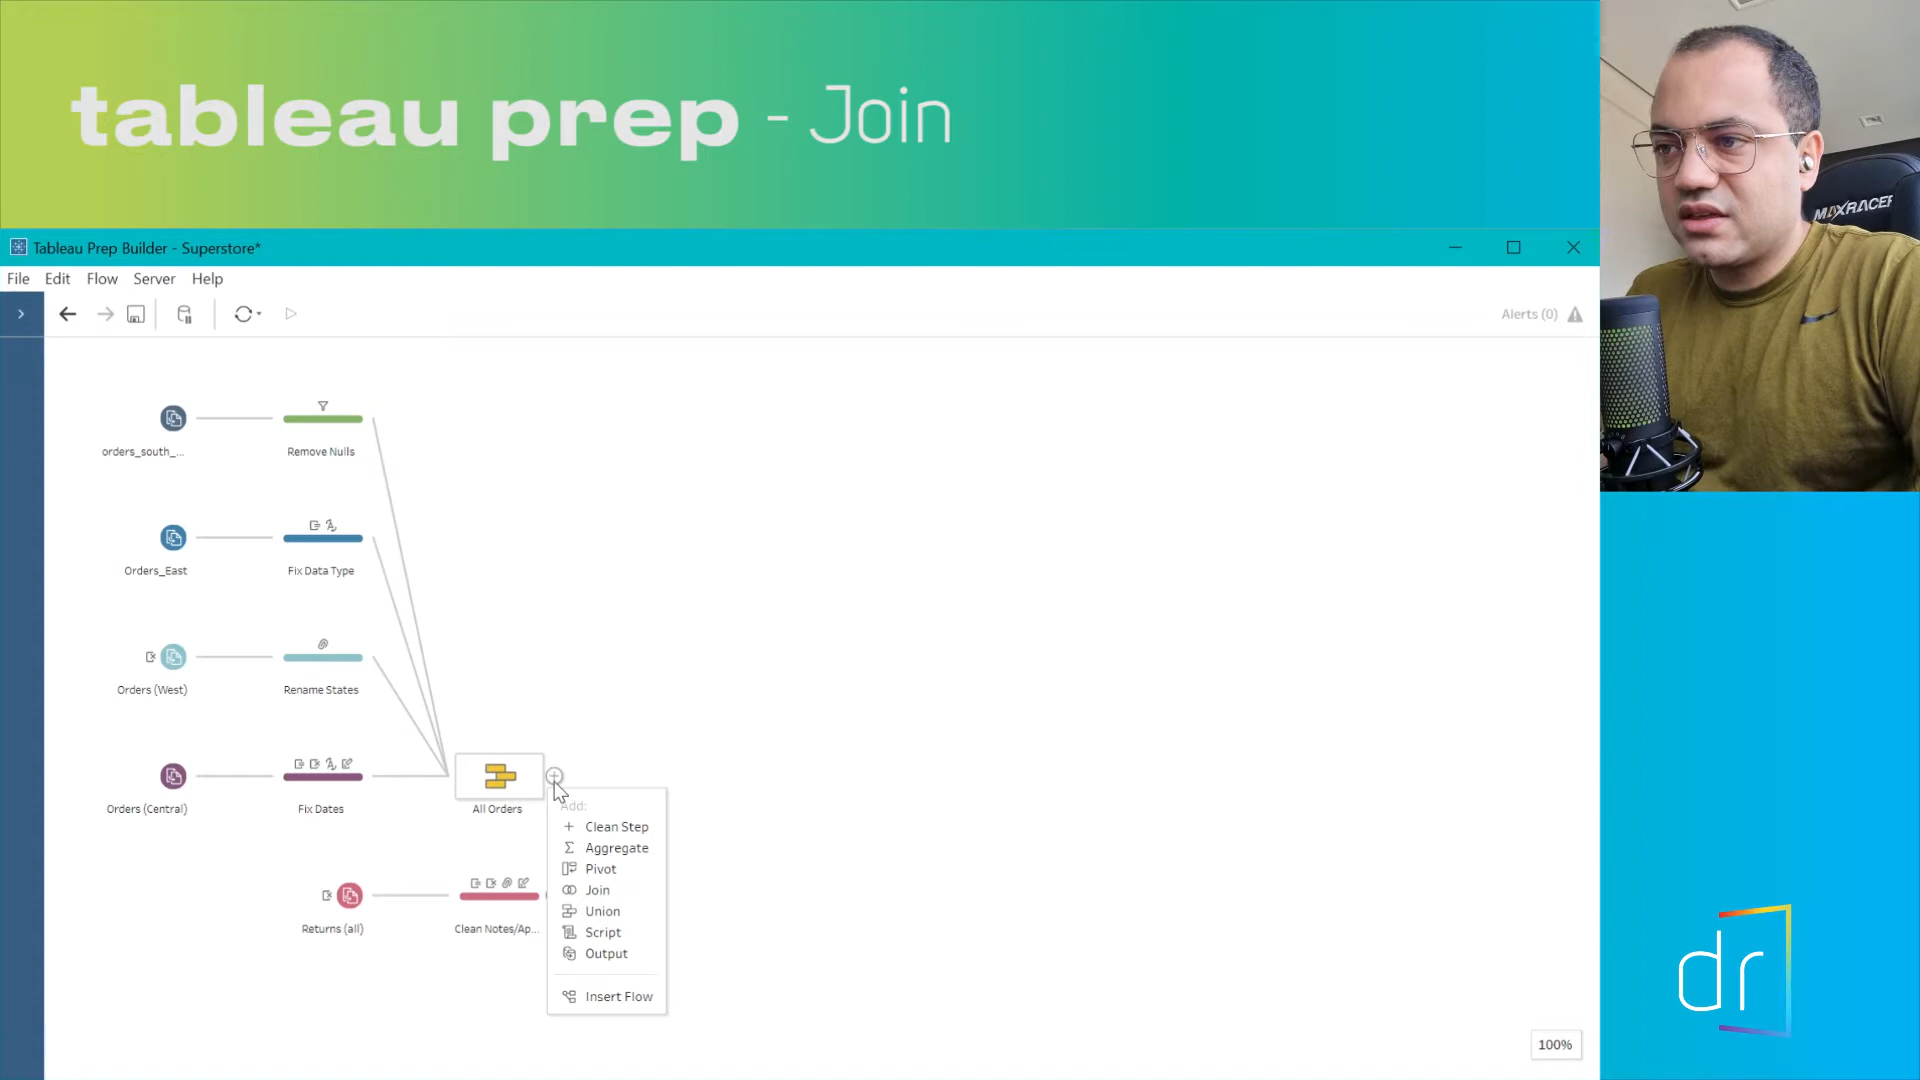 tableau prep - Join
MAXRACER
Tableau Prep Builder - Superstore*
File Edit Flow Server Help
Alerts (0)
orders_south_...
Remove Nulls
Orders_East
Fix Data Type
Orders (West)
Rename States
Orders (Central)
Fix Dates
All Orders
Add:
Clean Step
Aggregate
Pivot
Join
Union
Script
Output
Insert Flow
Returns (all)
Clean Notes/Ap...
dr
100%